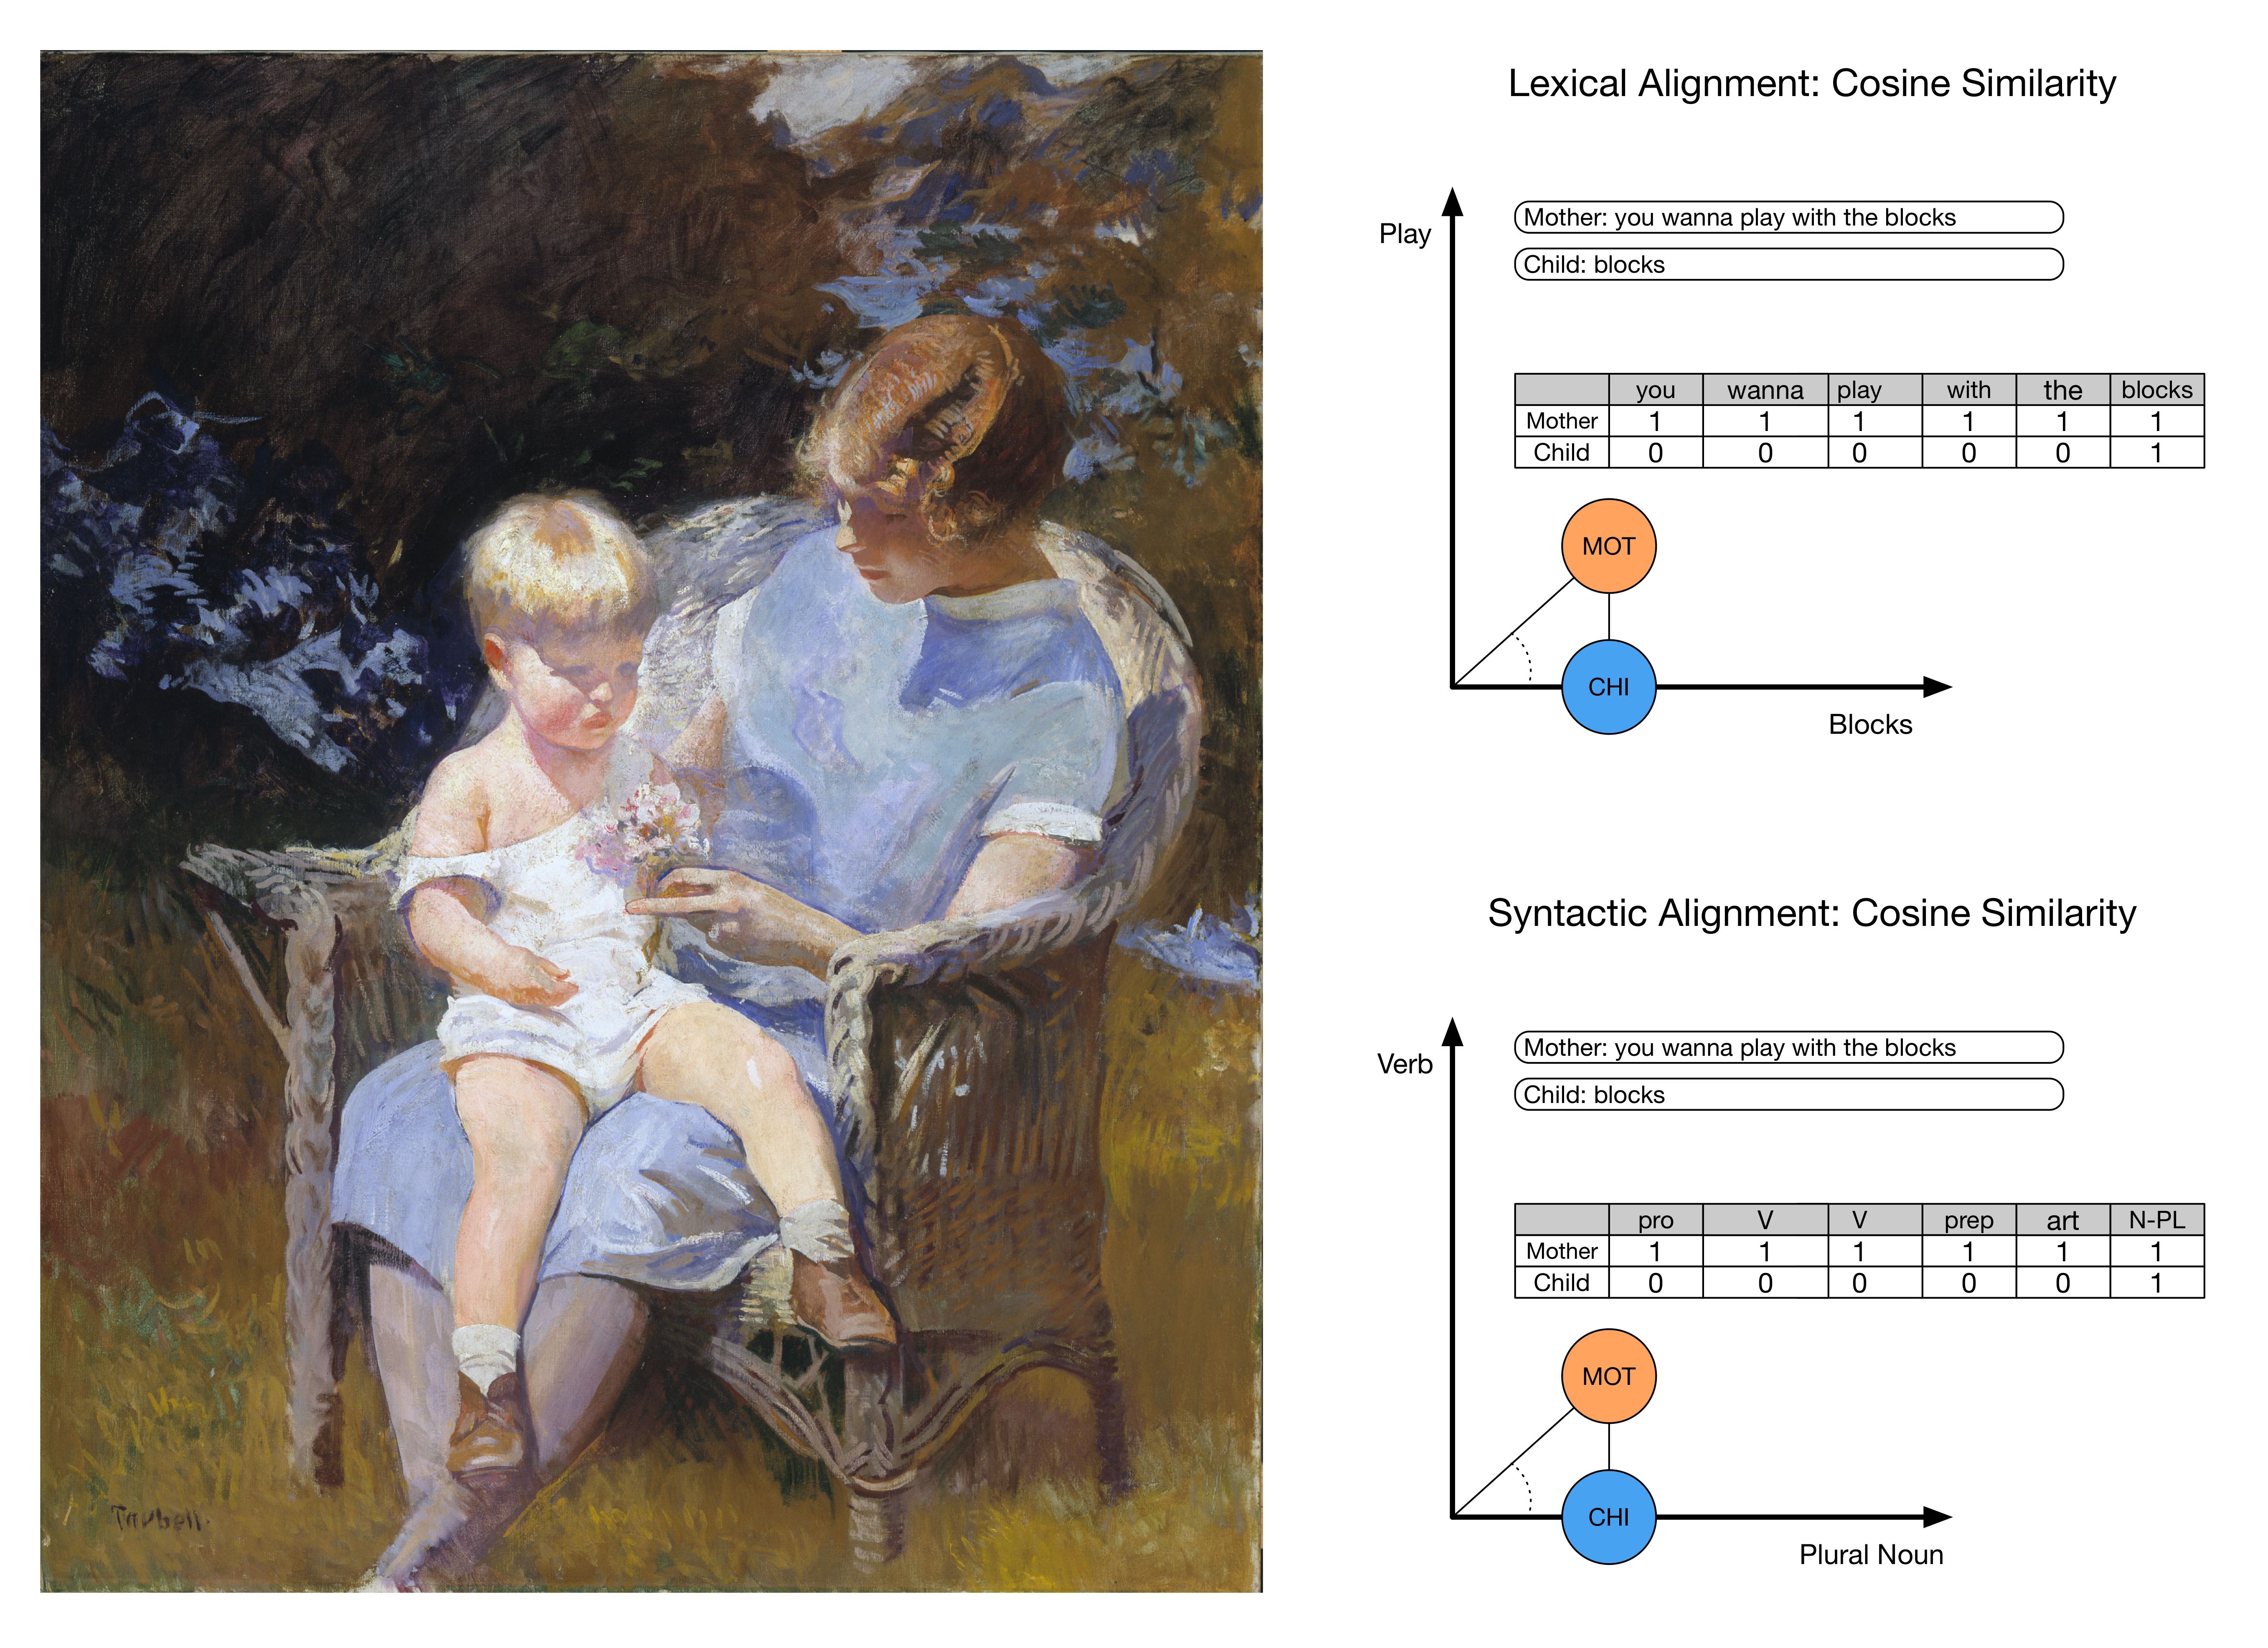 Lexical Alignment: Cosine Similarity
Play
Mother: you wanna play with the blocks
Child: blocks
you wanna play with the blocks
Mother 1 1 1 1 1 1
Child 0 0 0 0 0 1
MOT
CHI
Blocks
Syntactic Alignment: Cosine Similarity
Verb
Mother: you wanna play with the blocks
Child: blocks
pro V V prep art N-PL
Mother 1 1 1 1 1 1
Child 0 0 0 0 0 1
MOT
CHI
Plural Noun
Tarbell.